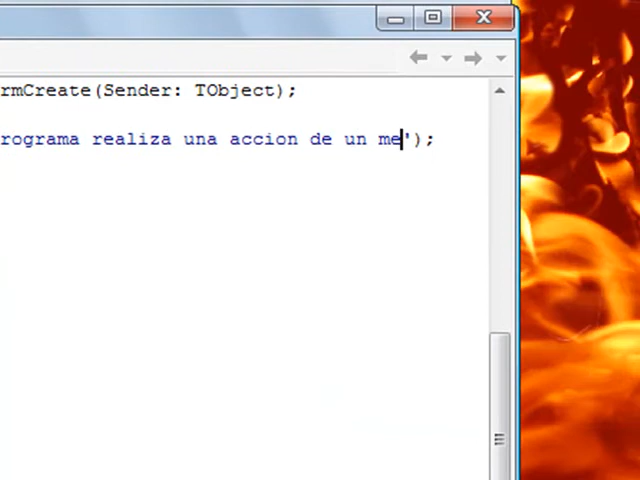 rmCreate(Sender: TObject);
rograma realiza una accion de un me');